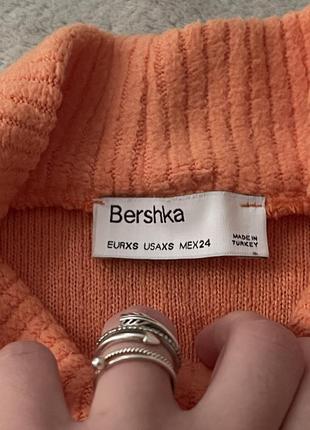 Bershka
EURXS USAXS MEX24
MADE IN
TURKEY